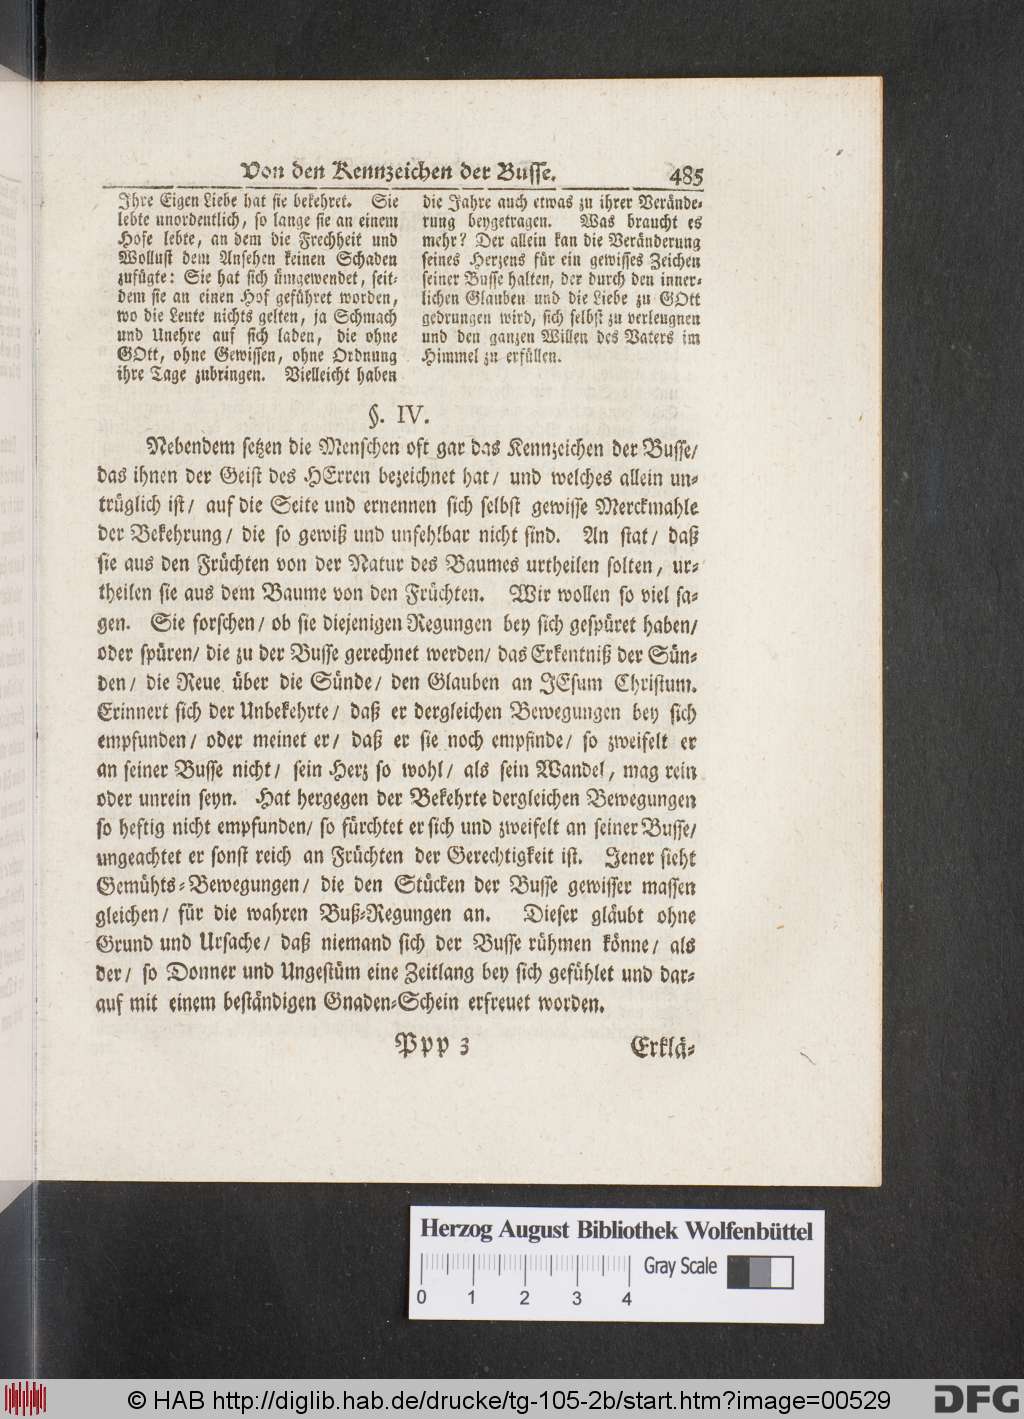 Von den Kennzeichen der Busse. 485
Ihre Eigen Liebe hat sie bekehret. Sie
lebte unordentlich, so lange sie an einem
Hofe lebte, an dem die Frechheit und
Wollust dem Ansehen keinen Schaden
zufügte: Sie hat sich ümgewendet, seit-
dem sie an einen Hof geführet worden,
wo die Leute nichts gelten, ja Schmach
und Unehre auf sich laden, die ohne
GOtt, ohne Gewissen, ohne Ordnung
ihre Tage zubringen. Vielleicht haben
die Jahre auch etwas zu ihrer Verände-
rung beygetragen. Was braucht es
mehr? Der allein kan die Veränderung
seines Herzens für ein gewisses Zeichen
seiner Busse halten, der durch den inner-
lichen Glauben und die Liebe zu GOtt
gedrungen wird, sich selbst zu verleugnen
und den ganzen Willen des Vaters im
Himmel zu erfüllen.
§. IV.
Nebendem setzen die Menschen oft gar das Kennzeichen der Busse/
das ihnen der Geist des HErren bezeichnet hat/ und welches allein un-
trüglich ist/ auf die Seite und ernennen sich selbst gewisse Merckmahle
der Bekehrung/ die so gewiß und unfehlbar nicht sind. An stat/ daß
sie aus den Früchten von der Natur des Baumes urtheilen solten, ur-
theilen sie aus dem Baume von den Früchten. Wir wollen so viel sa-
gen. Sie forschen/ ob sie diejenigen Regungen bey sich gespüret haben/
oder spüren/ die zu der Busse gerechnet werden/ das Erkentniß der Sün-
den/ die Reue über die Sünde/ den Glauben an JEsum Christum.
Erinnert sich der Unbekehrte/ daß er dergleichen Bewegungen bey sich
empfunden/ oder meinet er/ daß er sie noch empfinde/ so zweifelt er
an seiner Busse nicht/ sein Herz so wohl/ als sein Wandel, mag rein
oder unrein seyn. Hat hergegen der Bekehrte dergleichen Bewegungen
so heftig nicht empfunden/ so fürchtet er sich und zweifelt an seiner Busse/
ungeachtet er sonst reich an Früchten der Gerechtigkeit ist. Jener sieht
Gemühts-Bewegungen/ die den Stücken der Busse gewisser massen
gleichen/ für die wahren Buß-Regungen an. Dieser gläubt ohne
Grund und Ursache/ daß niemand sich der Busse rühmen könne/ als
der/ so Donner und Ungestüm eine Zeitlang bey sich gefühlet und dar-
auf mit einem beständigen Gnaden-Schein erfreuet worden.
Ppp 3 Erklä-
Herzog August Bibliothek Wolfenbüttel
Gray Scale
0 1 2 3 4
© HAB http://diglib.hab.de/drucke/tg-105-2b/start.htm?image=00529 DFG